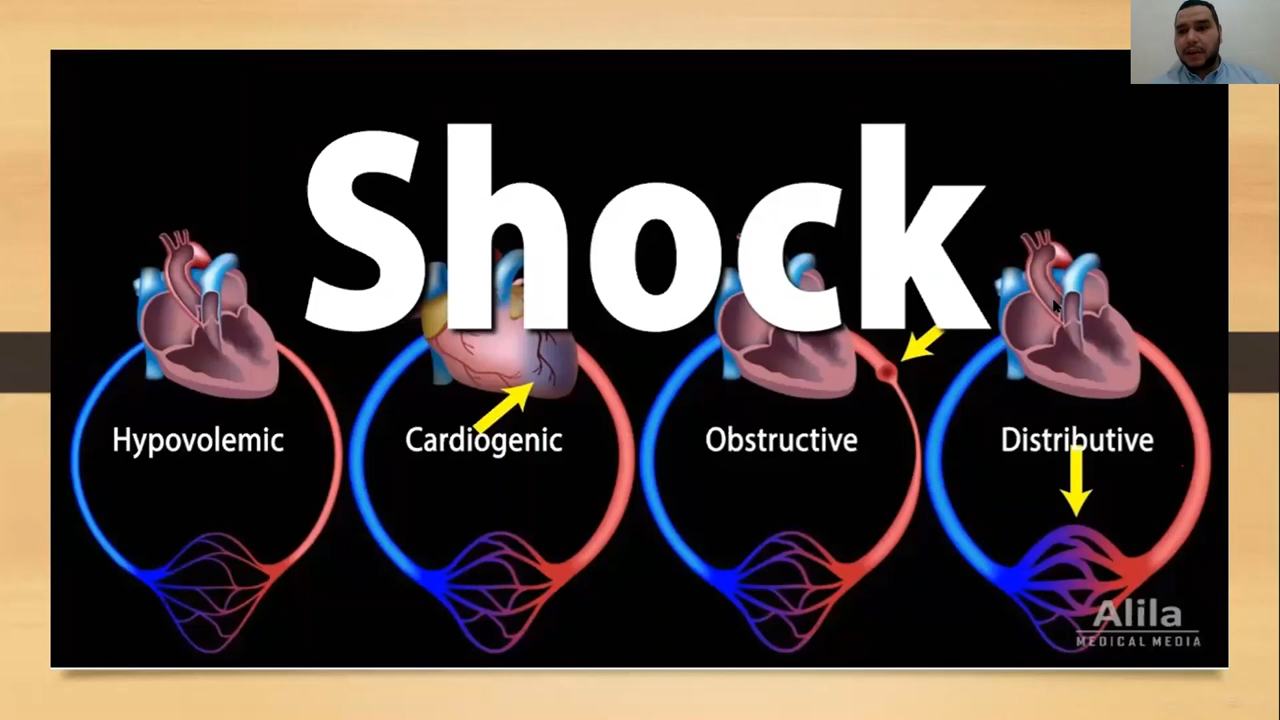 Shock
Hypovolemic
Cardiogenic
Obstructive
Distributive
Alila
MEDICAL MEDIA